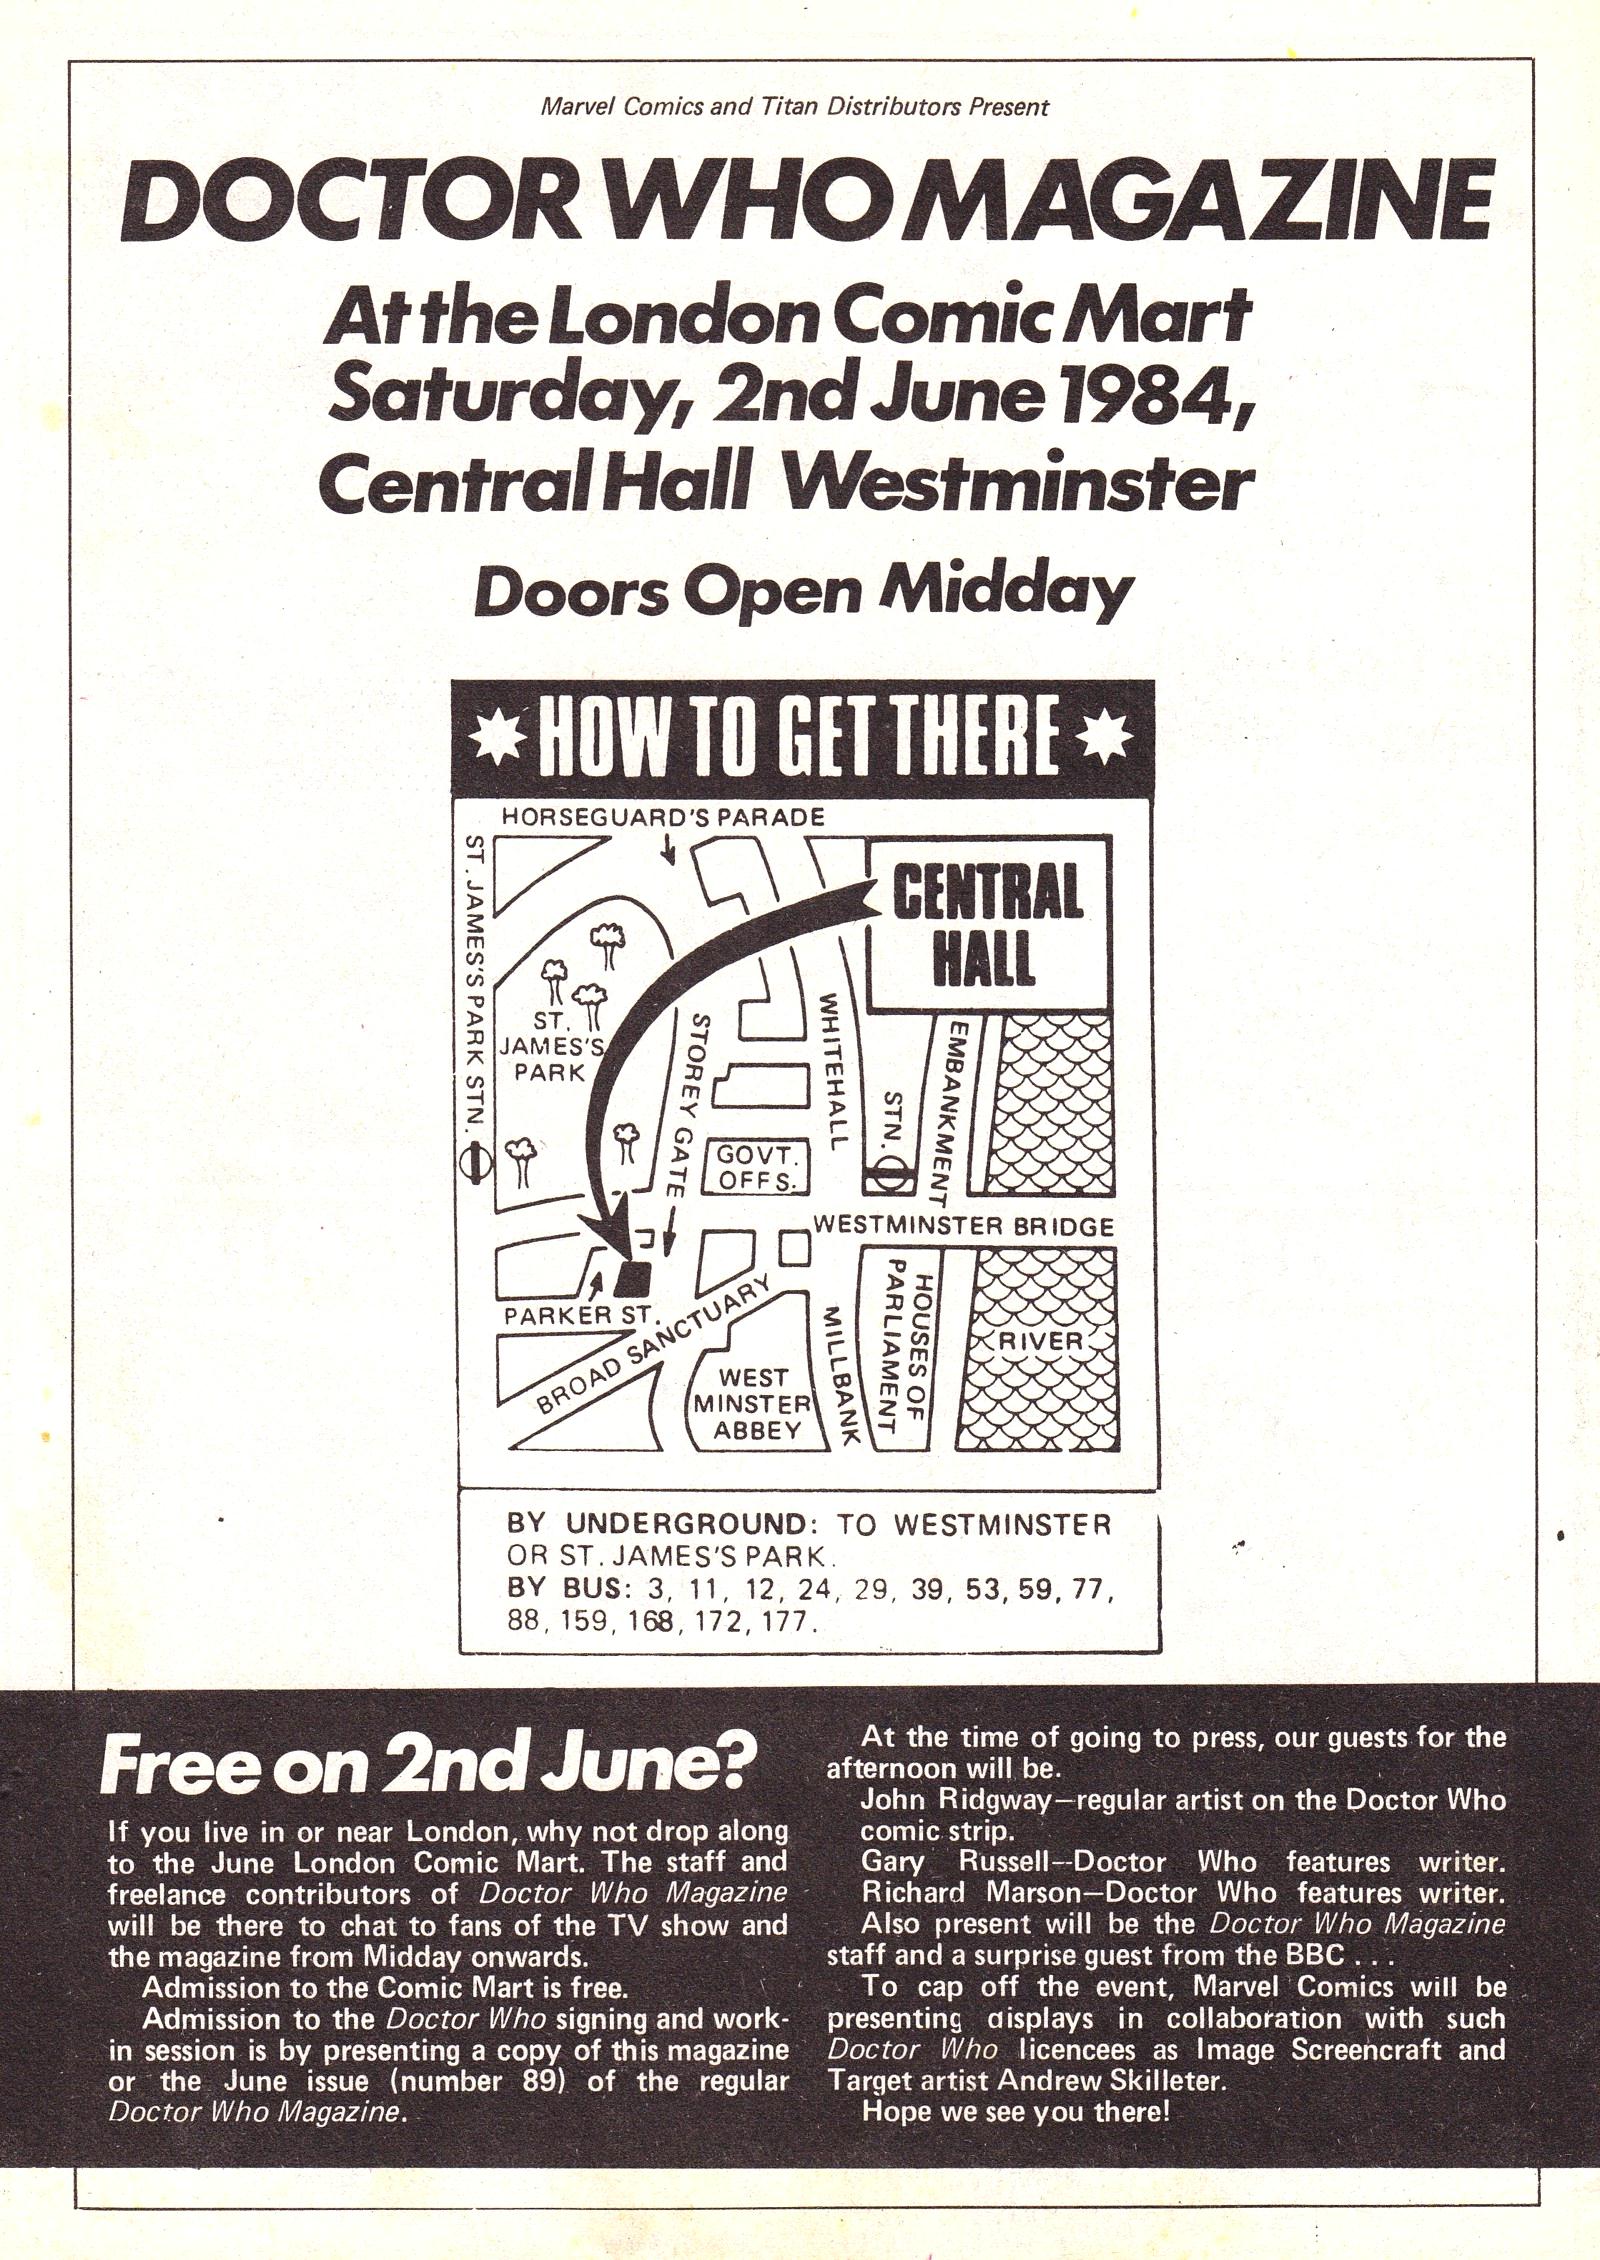 Marvel Comics and Titan Distributors Present
DOCTOR WHO MAGAZINE
At the London Comic Mart
Saturday, 2nd June 1984,
Central Hall Westminster
Doors Open Midday
HOW TO GET THERE
HORSEGUARD'S PARADE
ST. JAMES'S PARK STN.
CENTRAL
HALL
ST.
JAMES'S
PARK
STOREY GATE
WHITEHALL
STN.
EMBANKMENT
GOVT.
OFFS.
WESTMINSTER BRIDGE
PARKER ST.
BROAD SANCTUARY
WEST
MINSTER
ABBEY
MILLBANK
HOUSES OF
PARLIAMENT
RIVER
BY UNDERGROUND: TO WESTMINSTER
OR ST. JAMES'S PARK.
BY BUS: 3, 11, 12, 24, 29, 39, 53, 59, 77,
88, 159, 168, 172, 177.
Free on 2nd June?
If you live in or near London, why not drop along
to the June London Comic Mart. The staff and
freelance contributors of Doctor Who Magazine
will be there to chat to fans of the TV show and
the magazine from Midday onwards.
Admission to the Comic Mart is free.
Admission to the Doctor Who signing and work-
in session is by presenting a copy of this magazine
or the June issue (number 89) of the regular
Doctor Who Magazine.
At the time of going to press, our guests for the
afternoon will be.
John Ridgway—regular artist on the Doctor Who
comic strip.
Gary Russell—Doctor Who features writer.
Richard Marson—Doctor Who features writer.
Also present will be the Doctor Who Magazine
staff and a surprise guest from the BBC . . .
To cap off the event, Marvel Comics will be
presenting displays in collaboration with such
Doctor Who licencees as Image Screencraft and
Target artist Andrew Skilleter.
Hope we see you there!